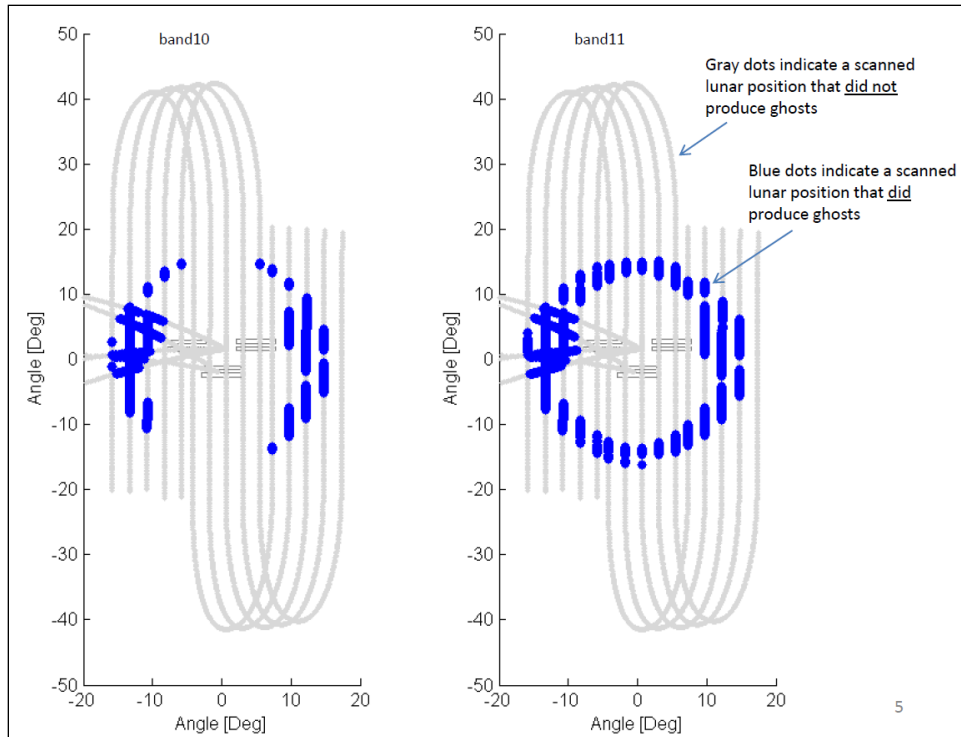 band10
50
40
30
20
10
0
-10
-20
-30
-40
-50
-20
-10
0
10
20
Angle [Deg]
Angle [Deg]
band11
50
40
30
20
10
0
-10
-20
-30
-40
-50
-20
-10
0
10
20
Angle [Deg]
Angle [Deg]
Gray dots indicate a scanned
lunar position that did not
produce ghosts
Blue dots indicate a scanned
lunar position that did
produce ghosts
5